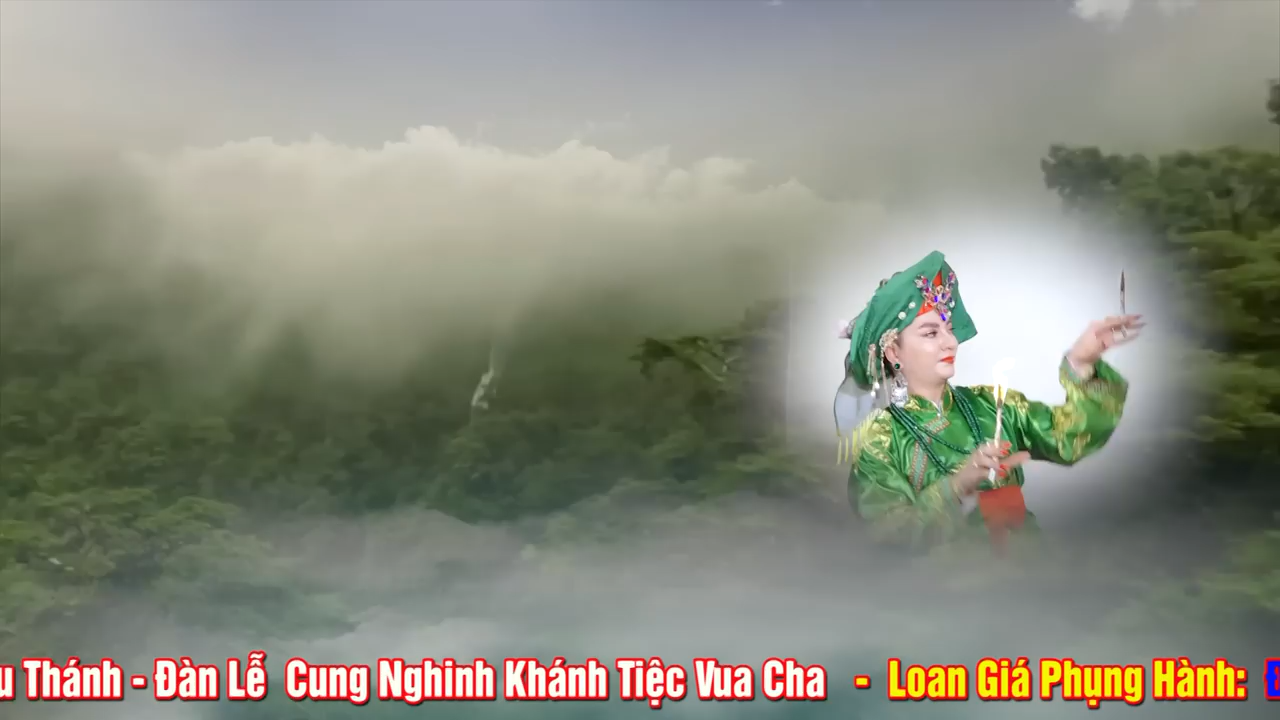 Thánh - Đàn Lễ Cung Nghinh Khánh Tiệc Vua Cha - Loan Giá Phụng Hành: